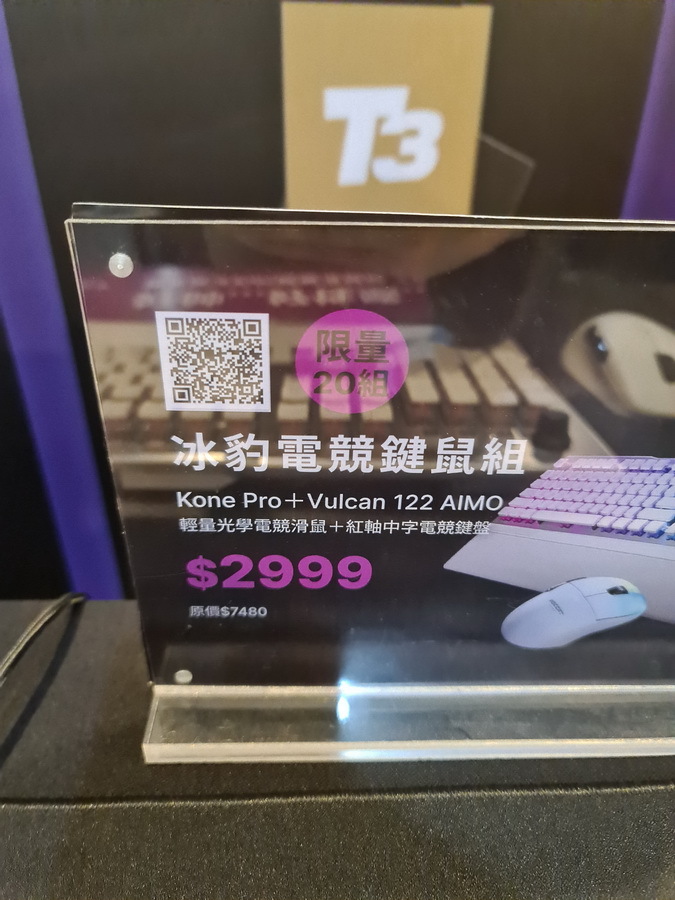 T3
限量
20組
冰豹電競鍵鼠組
Kone Pro＋Vulcan 122 AIMO
輕量光學電競滑鼠＋紅軸中字電競鍵盤
$2999
原價$7480